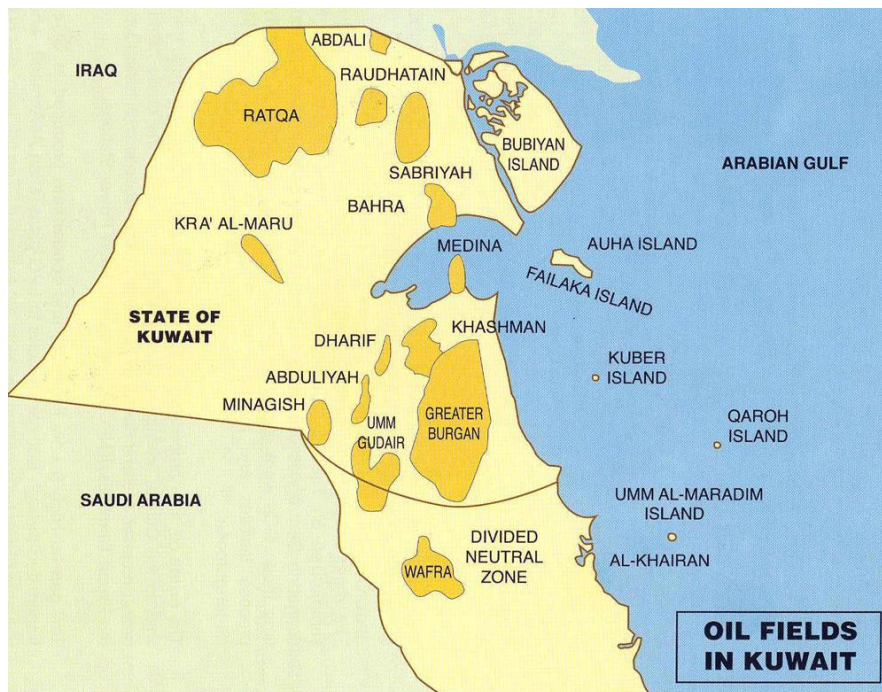 ABDALI
IRAQ
RAUDHATAIN
RATQA
BUBIYAN
ISLAND
ARABIAN GULF
SABRIYAH
BAHRA
KRA' AL-MARU
MEDINA
AUHA ISLAND
FAILAKA ISLAND
STATE OF
KUWAIT
KHASHMAN
DHARIF
KUBER
ISLAND
ABDULIYAH
MINAGISH
UMM
GUDAIR
GREATER
BURGAN
QAROH
ISLAND
SAUDI ARABIA
UMM AL-MARADIM
ISLAND
DIVIDED
NEUTRAL
ZONE
AL-KHAIRAN
WAFRA
OIL FIELDS
IN KUWAIT